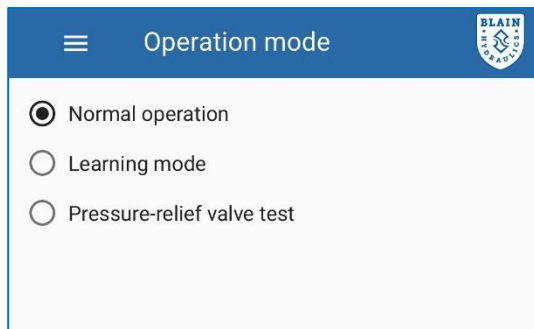 Operation mode
BLAIN
HYDRAULICS
Normal operation
Learning mode
Pressure-relief valve test